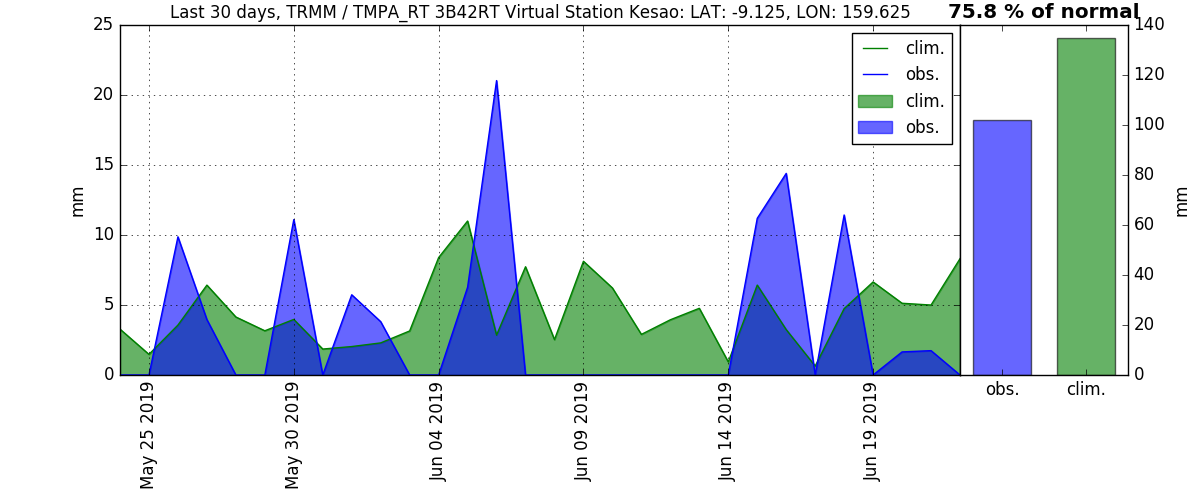 Last 30 days, TRMM / TMPA_RT 3B42RT Virtual Station Kesao: LAT: -9.125, LON: 159.625
75.8 % of normal
25
20
15
10
5
0
mm
clim.
obs.
clim.
obs.
May 25 2019
May 30 2019
Jun 04 2019
Jun 09 2019
Jun 14 2019
Jun 19 2019
140
120
100
80
60
40
20
0
mm
obs.
clim.